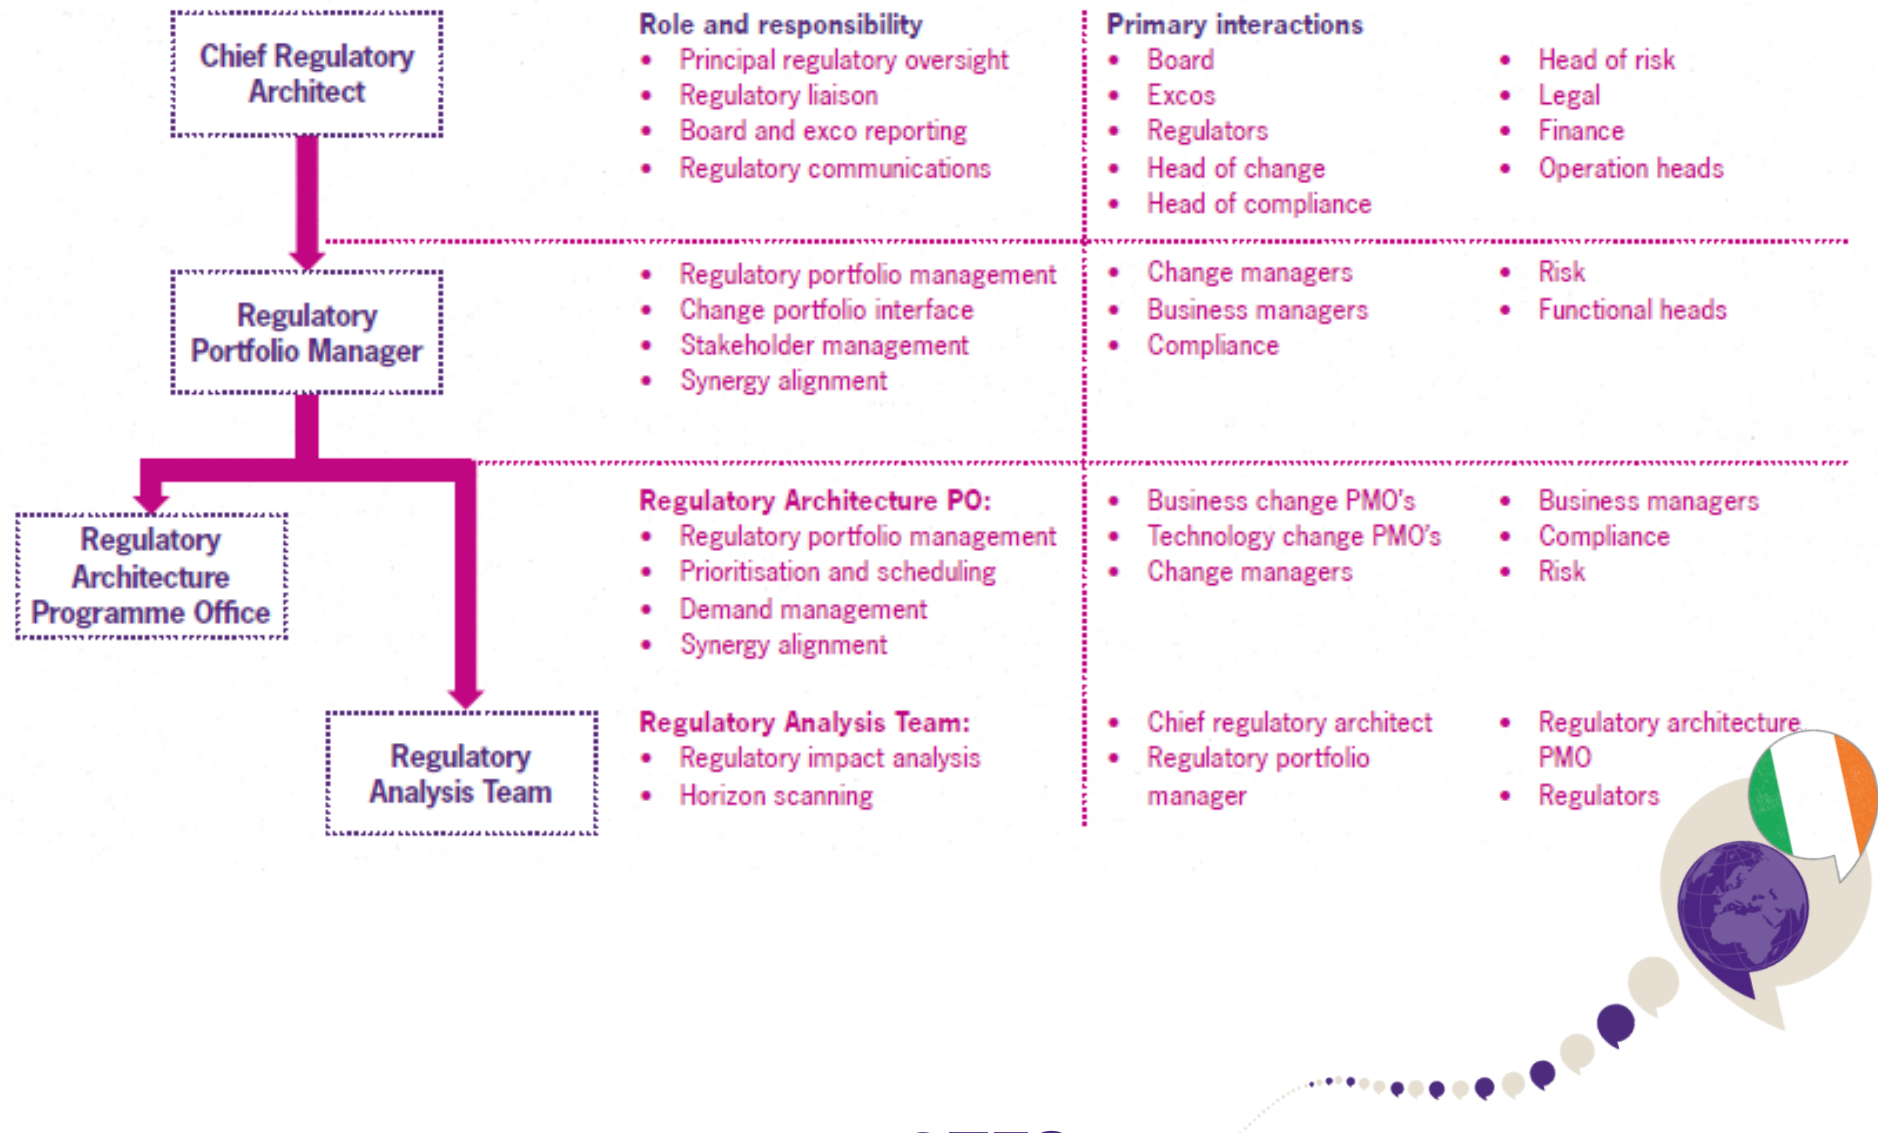 Chief Regulatory
Architect
Role and responsibility
• Principal regulatory oversight
• Regulatory liaison
• Board and exco reporting
• Regulatory communications
Primary interactions
• Board
• Excos
• Regulators
• Head of change
• Head of compliance
• Head of risk
• Legal
• Finance
• Operation heads
Regulatory
Portfolio Manager
• Regulatory portfolio management
• Change portfolio interface
• Stakeholder management
• Synergy alignment
• Change managers
• Business managers
• Compliance
• Risk
• Functional heads
Regulatory
Architecture
Programme Office
Regulatory Architecture PO:
• Regulatory portfolio management
• Prioritisation and scheduling
• Demand management
• Synergy alignment
• Business change PMO's
• Technology change PMO's
• Change managers
• Business managers
• Compliance
• Risk
Regulatory
Analysis Team
Regulatory Analysis Team:
• Regulatory impact analysis
• Horizon scanning
• Chief regulatory architect
• Regulatory portfolio
manager
• Regulatory architecture
PMO
• Regulators